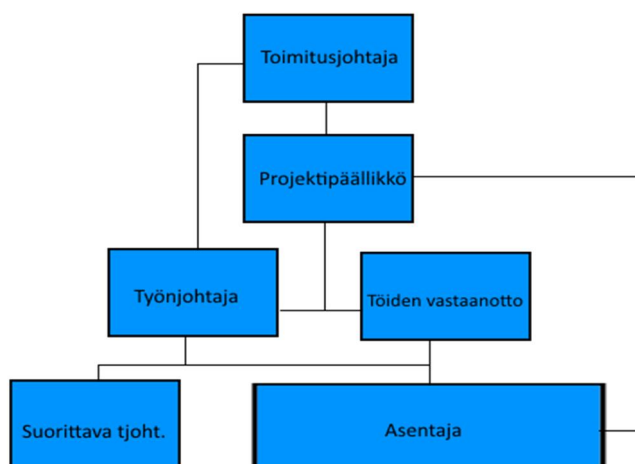 Toimitusjohtaja
Projektipäällikkö
Työnjohtaja
Töiden vastaanotto
Suorittava tjoht.
Asentaja